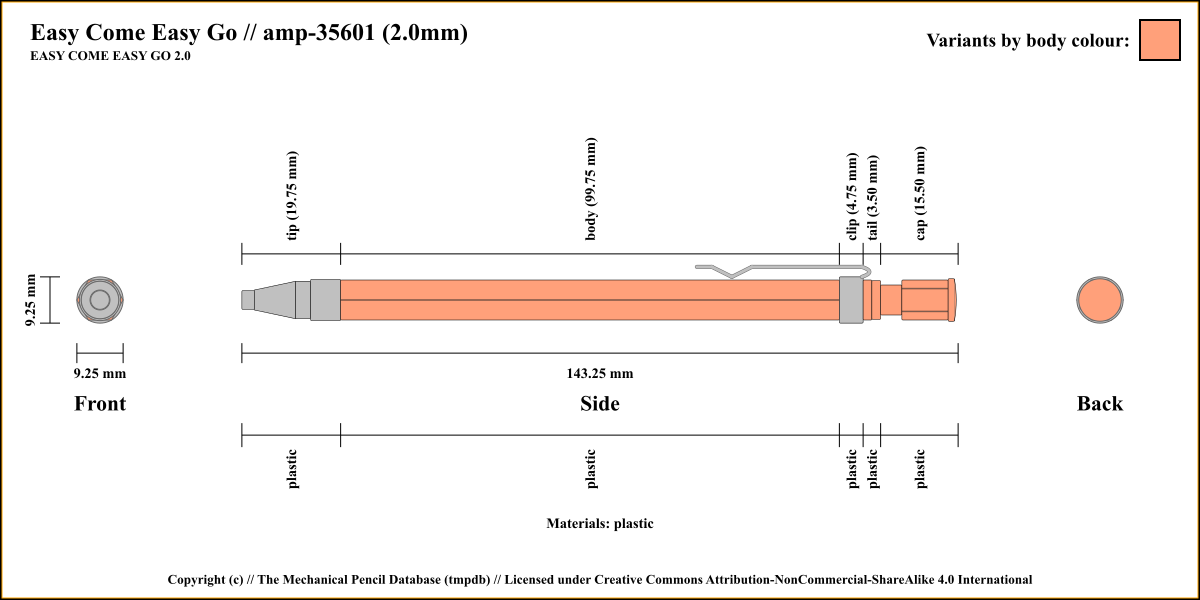 Easy Come Easy Go // amp-35601 (2.0mm)
EASY COME EASY GO 2.0
Variants by body colour:
tip (19.75 mm)
body (99.75 mm)
clip (4.75 mm)
tail (3.50 mm)
cap (15.50 mm)
9.25 mm
9.25 mm
143.25 mm
Front
Side
Back
plastic
plastic
plastic
plastic
plastic
Materials: plastic
Copyright (c) // The Mechanical Pencil Database (tmpdb) // Licensed under Creative Commons Attribution-NonCommercial-ShareAlike 4.0 International